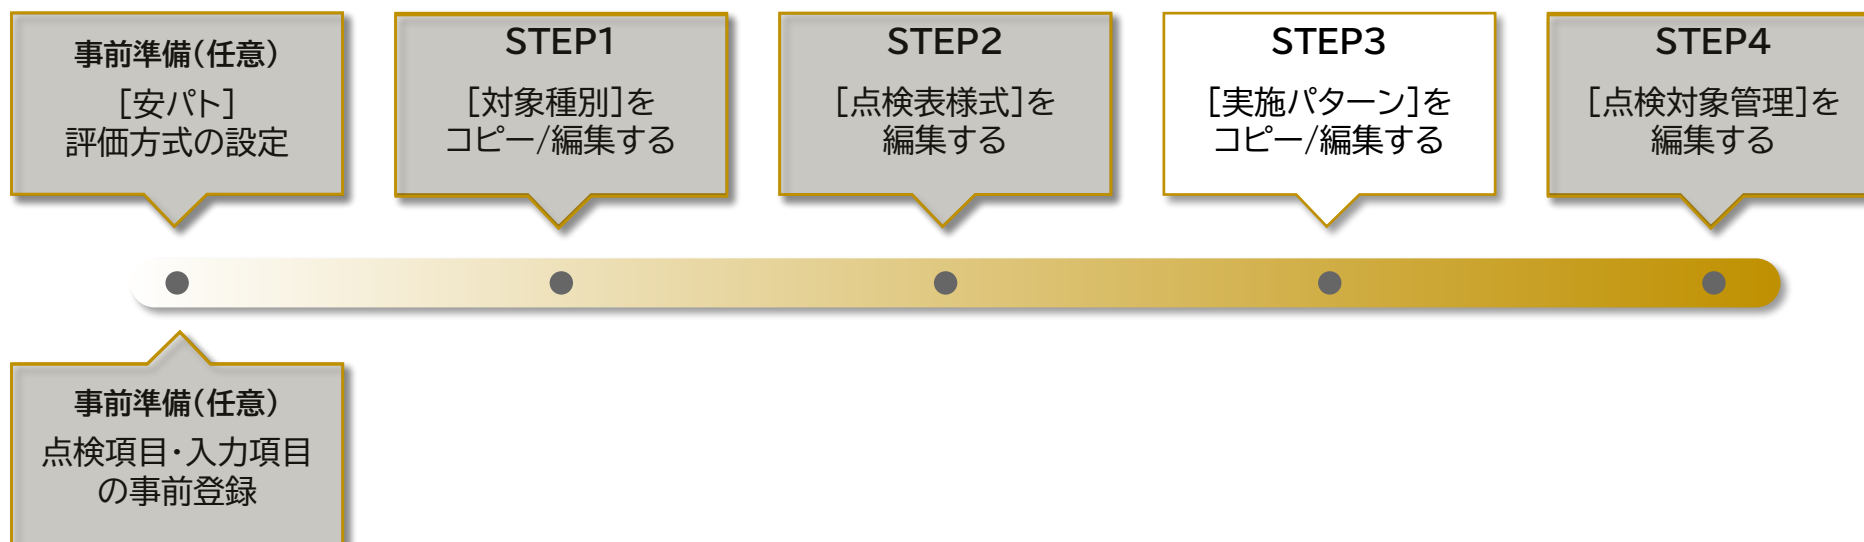 事前準備(任意)
[安パト]
評価方式の設定
STEP1
[対象種別]を
コピー/編集する
STEP2
[点検表様式]を
編集する
STEP3
[実施パターン]を
コピー/編集する
STEP4
[点検対象管理]を
編集する
事前準備(任意)
点検項目・入力項目
の事前登録